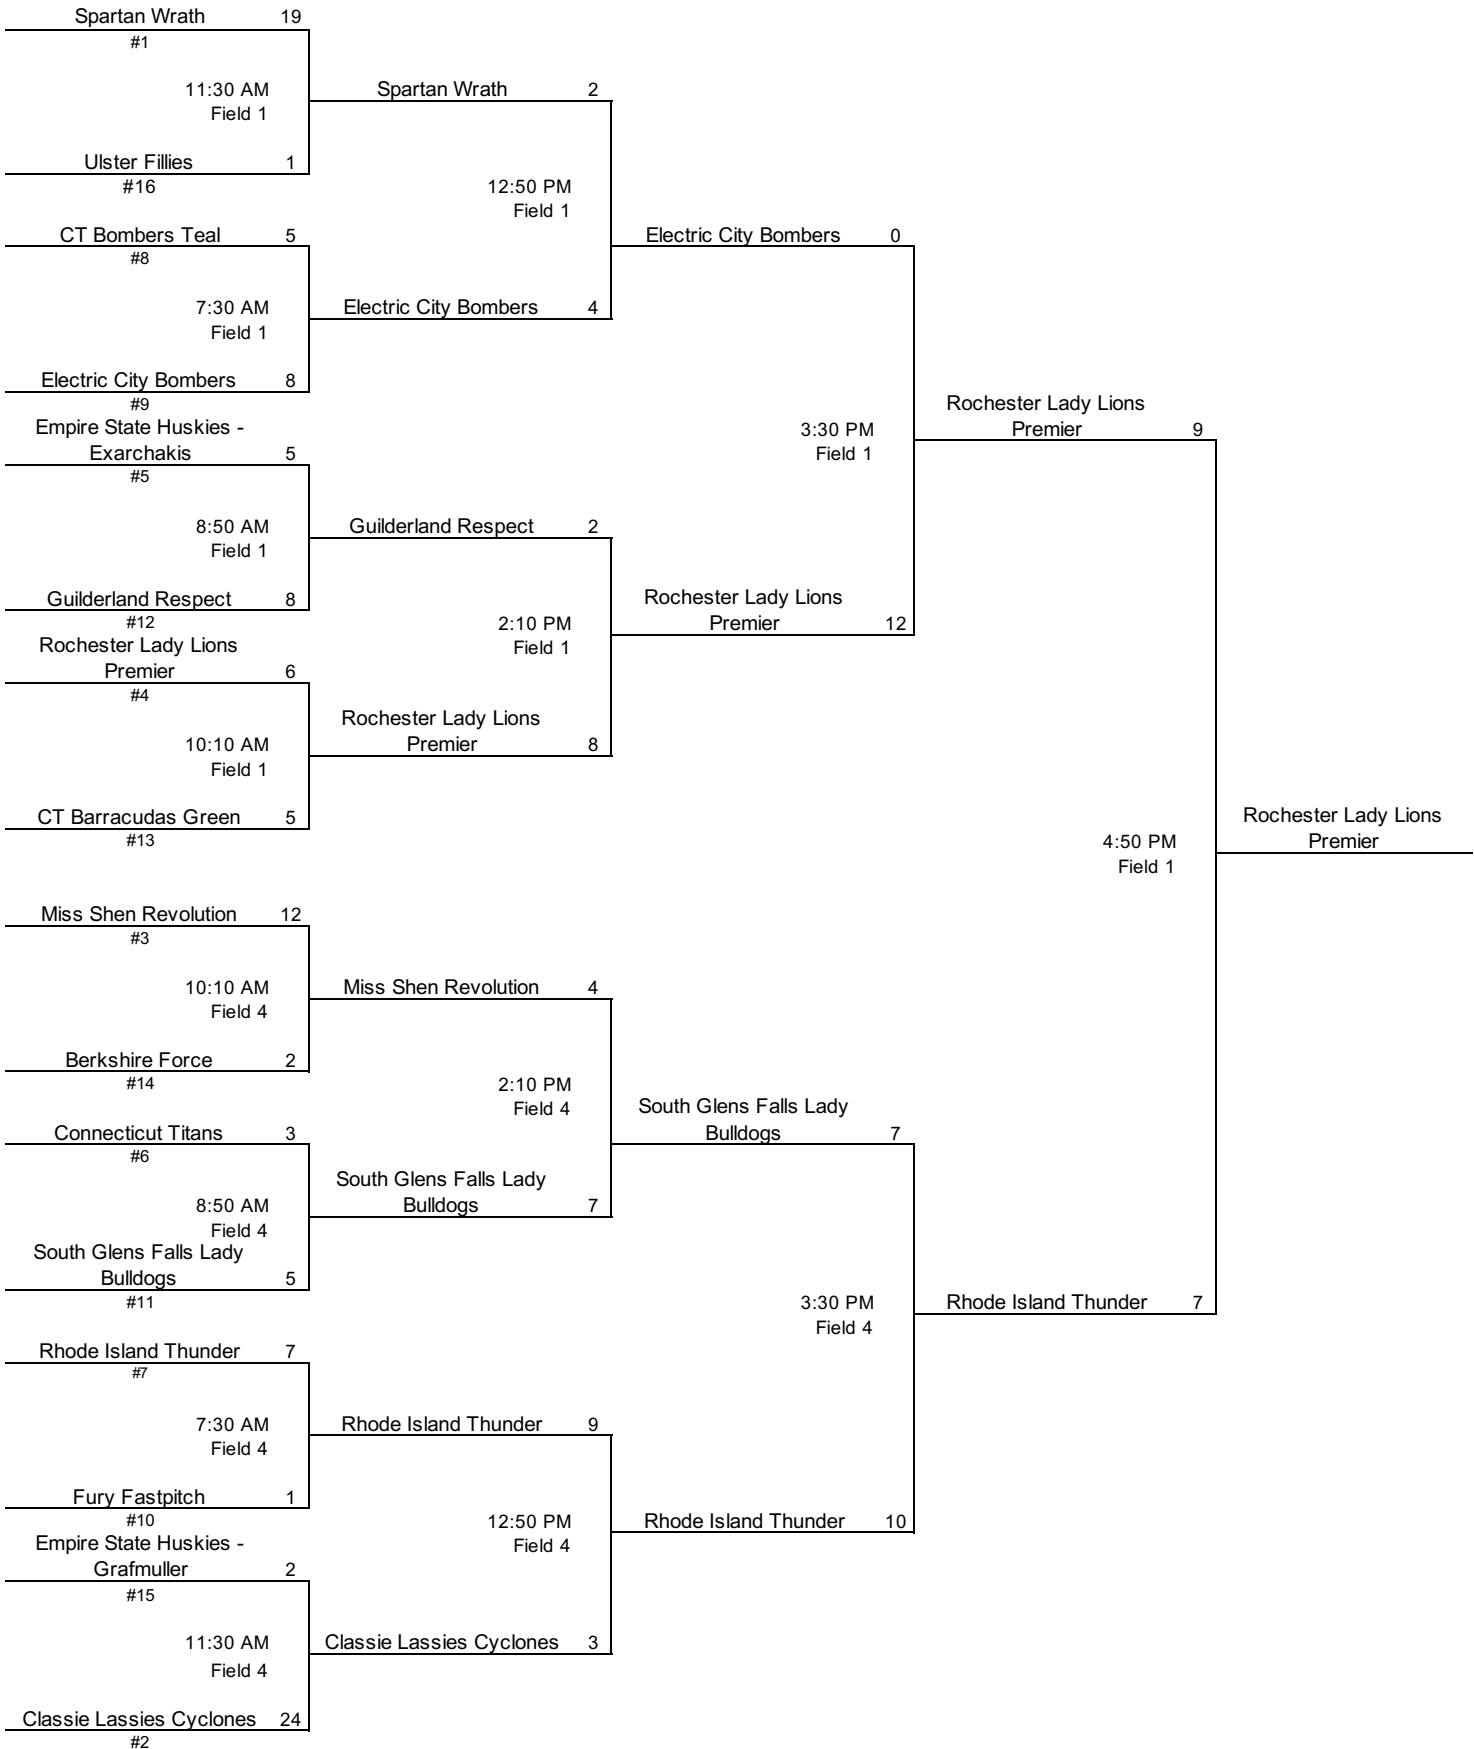 Spartan Wrath 19
#1
11:30 AM
Field 1
Ulster Fillies 1
#16
CT Bombers Teal 5
#8
7:30 AM
Field 1
Electric City Bombers 8
#9
Empire State Huskies -
Exarchakis 5
#5
8:50 AM
Field 1
Guilderland Respect 8
#12
Rochester Lady Lions
Premier 6
#4
10:10 AM
Field 1
CT Barracudas Green 5
#13
Miss Shen Revolution 12
#3
10:10 AM
Field 4
Berkshire Force 2
#14
Connecticut Titans 3
#6
8:50 AM
Field 4
South Glens Falls Lady
Bulldogs 5
#11
Rhode Island Thunder 7
#7
7:30 AM
Field 4
Fury Fastpitch 1
#10
Empire State Huskies -
Grafmuller 2
#15
11:30 AM
Field 4
Classie Lassies Cyclones 24
#2
Spartan Wrath 2
12:50 PM
Field 1
Electric City Bombers 4
Guilderland Respect 2
2:10 PM
Field 1
Rochester Lady Lions
Premier 8
Miss Shen Revolution 4
2:10 PM
Field 4
South Glens Falls Lady
Bulldogs 7
Rhode Island Thunder 9
12:50 PM
Field 4
Classie Lassies Cyclones 3
Electric City Bombers 0
3:30 PM
Field 1
Rochester Lady Lions
Premier 12
South Glens Falls Lady
Bulldogs 7
3:30 PM
Field 4
Rhode Island Thunder 10
Rochester Lady Lions
Premier 9
4:50 PM
Field 1
Rhode Island Thunder 7
Rochester Lady Lions
Premier